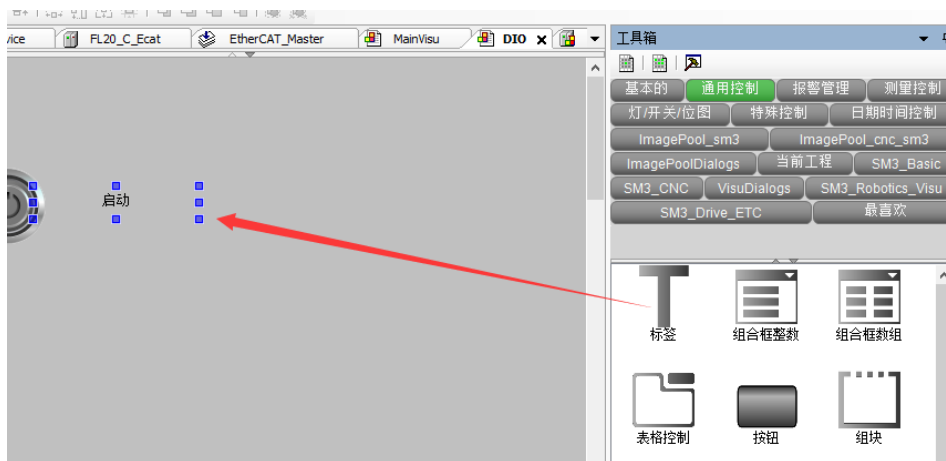 vice FL20_C_Ecat EtherCAT_Master MainVisu DIO
工具箱
基本的 通用控制 报警管理 测量控制
灯/开关/位图 特殊控制 日期时间控制
ImagePool_sm3 ImagePool_cnc_sm3
ImagePoolDialogs 当前工程 SM3_Basic
SM3_CNC VisuDialogs SM3_Robotics_Visu
SM3_Drive_ETC 最喜欢
启动
标签 组合框整数 组合框数组
表格控制 按钮 组块